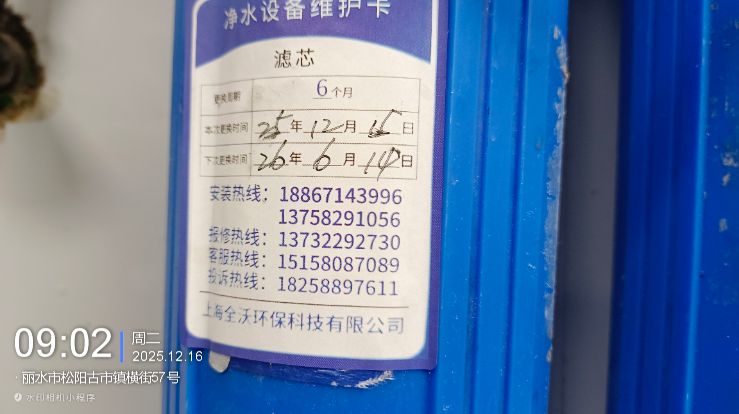 净水设备维护卡
滤芯
更换周期 6个月
本次更换时间 25年12月15日
下次更换时间 26年6月14日
安装热线：18867143996
13758291056
报修热线：13732292730
客服热线：15158087089
投诉热线：18258897611
上海全沃环保科技有限公司
09:02 周二
2025.12.16
丽水市松阳古市镇横街57号
水印相机小程序